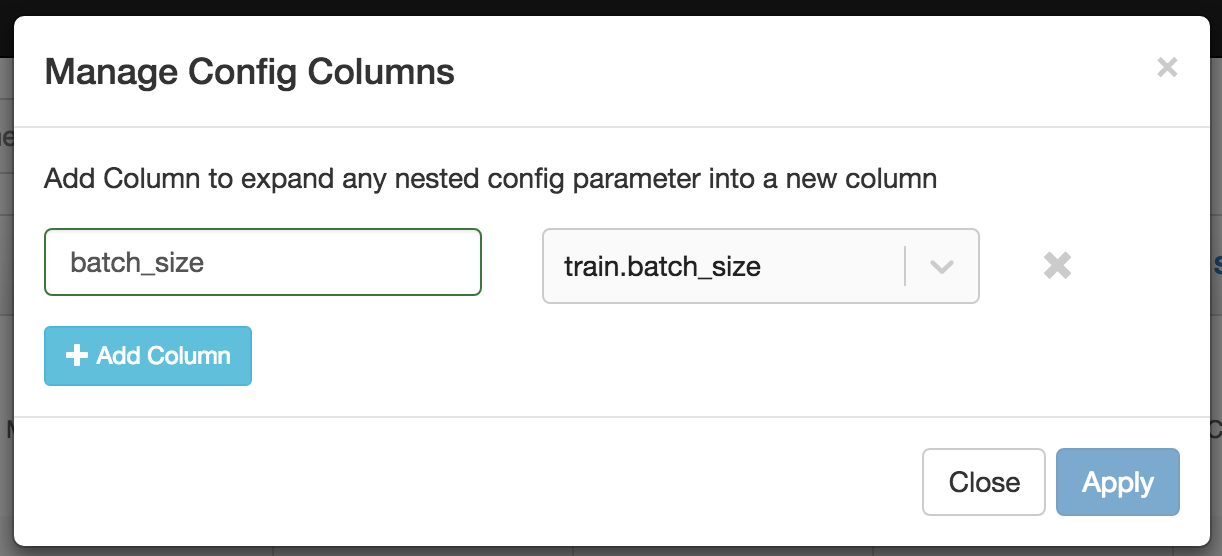 Manage Config Columns
Add Column to expand any nested config parameter into a new column
batch_size
train.batch_size
Add Column
Close
Apply